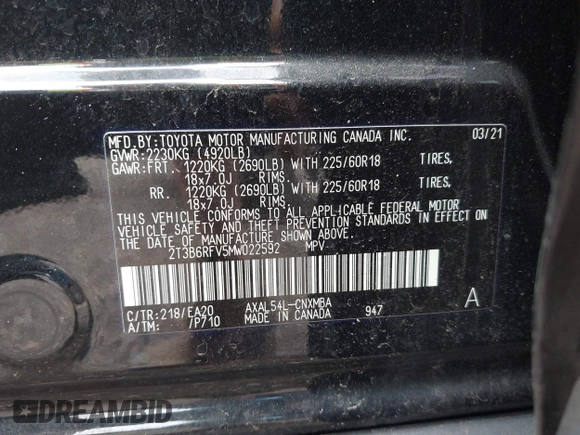 MFD.BY:TOYOTA MOTOR MANUFACTURING CANADA INC. 03/21
GVWR:2230KG (4920LB)
GAWR:FRT. 1220KG (2690LB) WITH 225/60R18 TIRES,
18x7.0J RIMS.
RR. 1220KG (2690LB) WITH 225/60R18 TIRES,
18x7.0J RIMS.
THIS VEHICLE CONFORMS TO ALL APPLICABLE FEDERAL MOTOR
VEHICLE SAFETY AND THEFT PREVENTION STANDARDS IN EFFECT ON
THE DATE OF MANUFACTURE SHOWN ABOVE.
2T3B6RFV5MW022592 MPV
C/TR:218/EA20 AXAL54L-CNXMBA 947 A
A/TM: /P710 MADE IN CANADA
DREAMBID